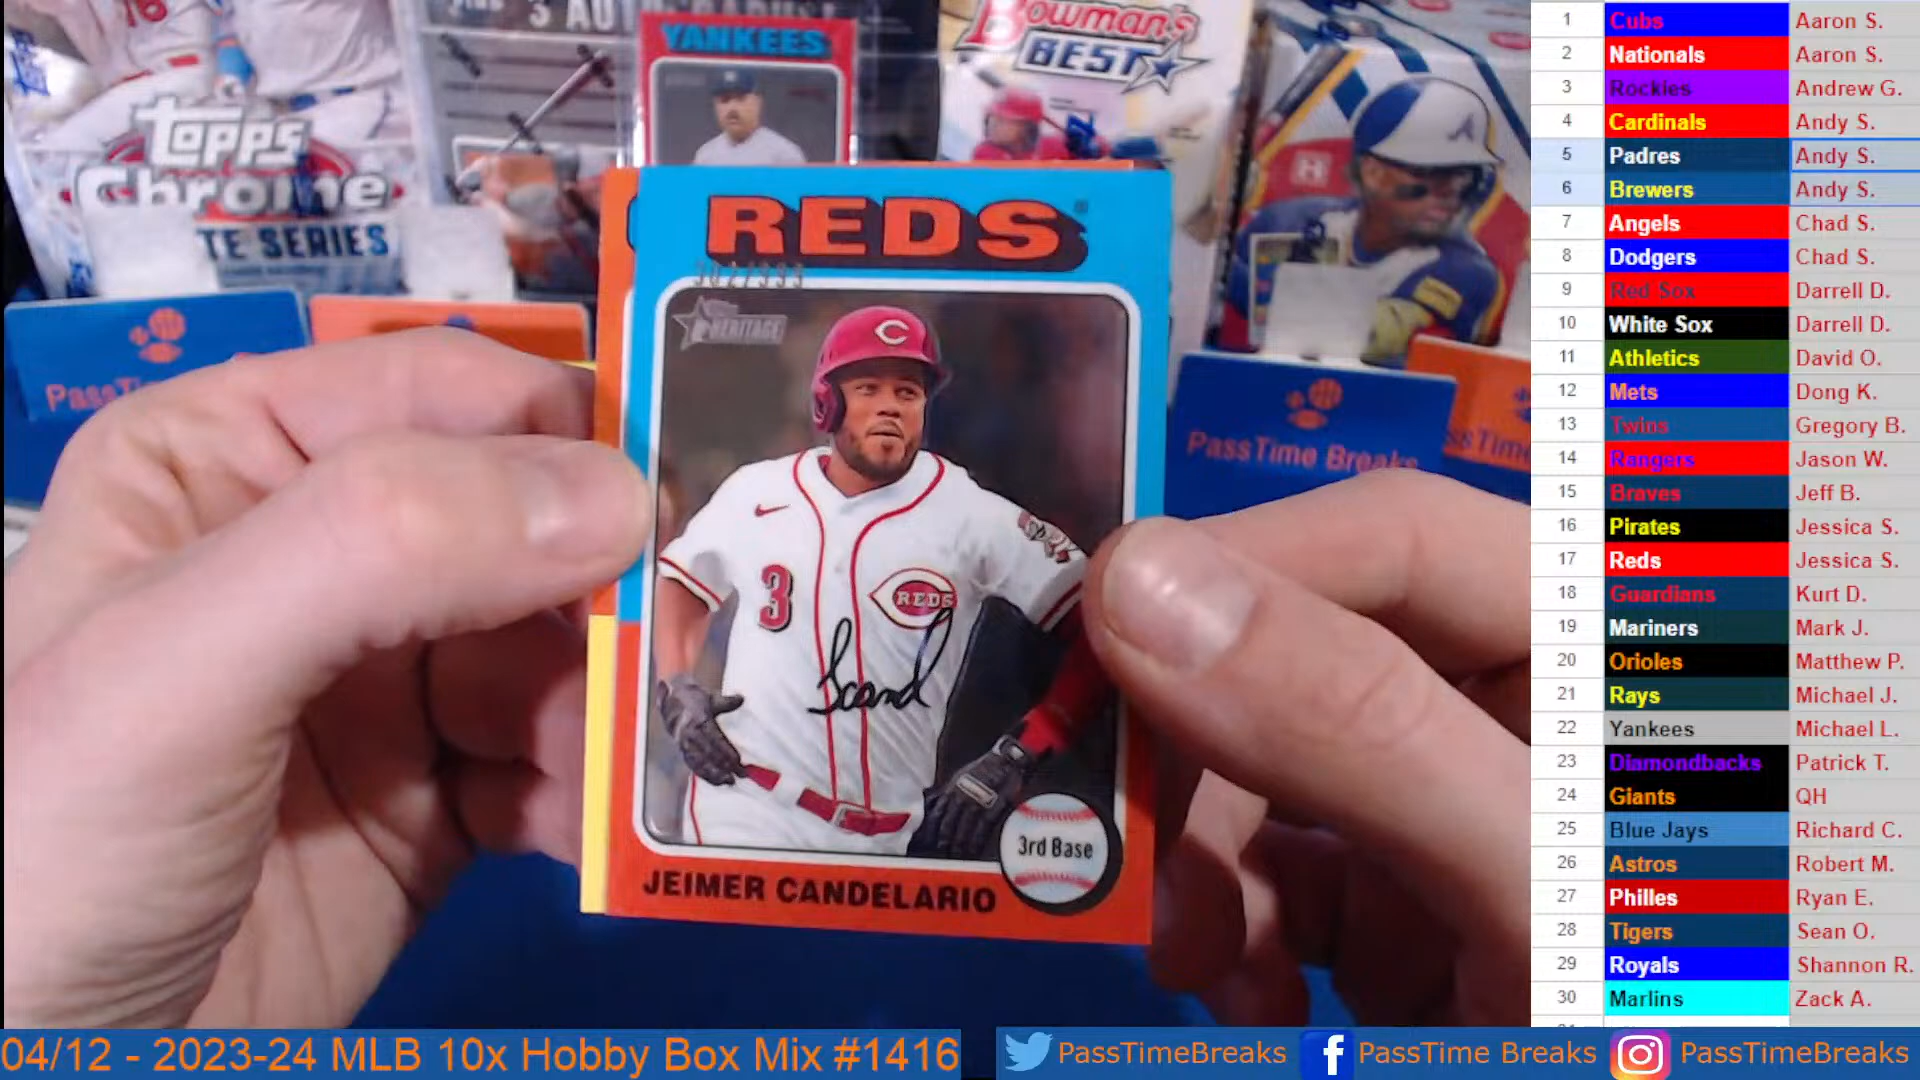 YANKEES
Bowman's
BEST
Topps
Chrome
TE SERIES
REDS
HERITAGE
3
REDS
3rd Base
JEIMER CANDELARIO
PassTime Breaks
1 Cubs Aaron S.
2 Nationals Aaron S.
3 Rockies Andrew G.
4 Cardinals Andy S.
5 Padres Andy S.
6 Brewers Andy S.
7 Angels Chad S.
8 Dodgers Chad S.
9 Red Sox Darrell D.
10 White Sox Darrell D.
11 Athletics David O.
12 Mets Dong K.
13 Twins Gregory B.
14 Rangers Jason W.
15 Braves Jeff B.
16 Pirates Jessica S.
17 Reds Jessica S.
18 Guardians Kurt D.
19 Mariners Mark J.
20 Orioles Matthew P.
21 Rays Michael J.
22 Yankees Michael L.
23 Diamondbacks Patrick T.
24 Giants QH
25 Blue Jays Richard C.
26 Astros Robert M.
27 Philles Ryan E.
28 Tigers Sean O.
29 Royals Shannon R.
30 Marlins Zack A.
04/12 - 2023-24 MLB 10x Hobby Box Mix #1416
PassTimeBreaks
PassTime Breaks
PassTimeBreaks